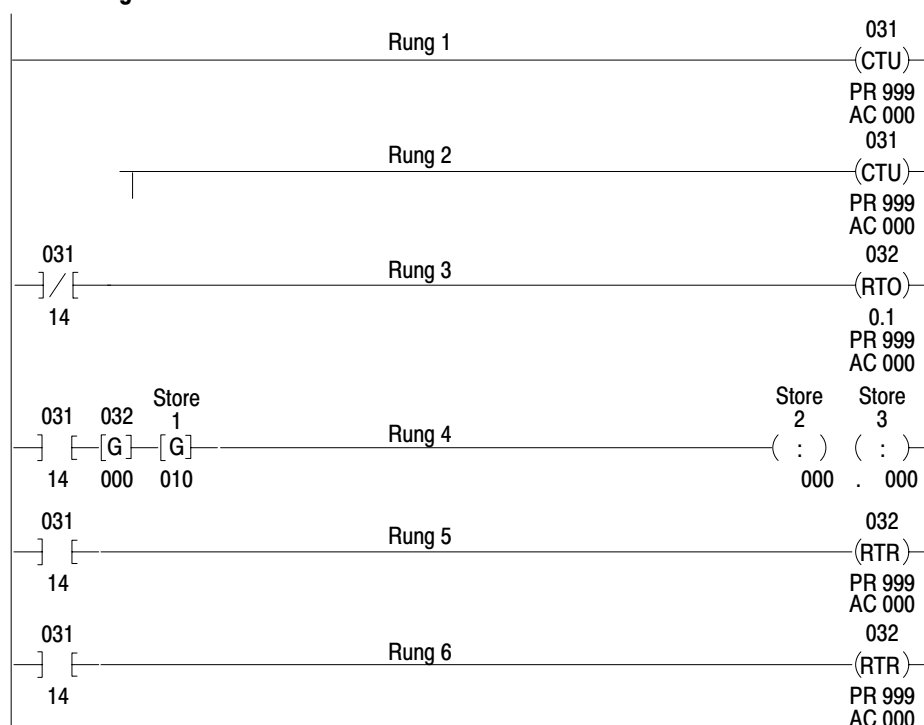 Rung 1
031
(CTU)
PR 999
AC 000
Rung 2
031
(CTU)
PR 999
AC 000
031
14
Rung 3
032
(RTO)
0.1
PR 999
AC 000
031
14
032
[G]
000
Store
1
[G]
010
Rung 4
Store
2
( : )
000
.
Store
3
( : )
000
031
14
Rung 5
032
(RTR)
PR 999
AC 000
031
14
Rung 6
032
(RTR)
PR 999
AC 000